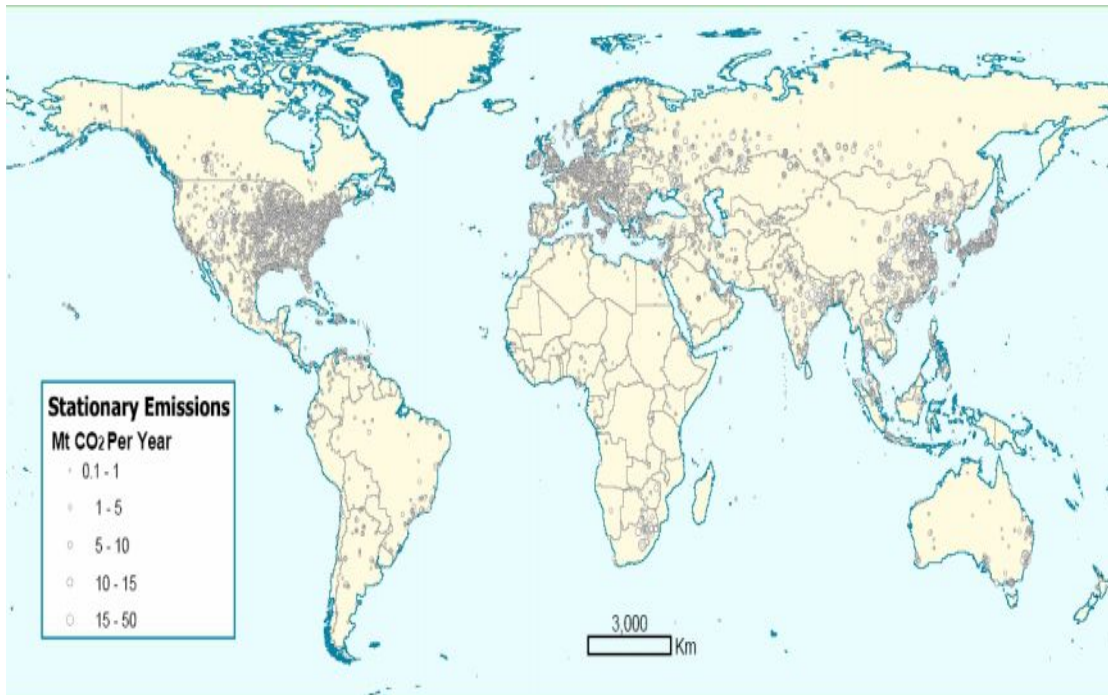 Stationary Emissions
Mt CO2 Per Year
0.1 - 1
1 - 5
5 - 10
10 - 15
15 - 50
3,000
Km